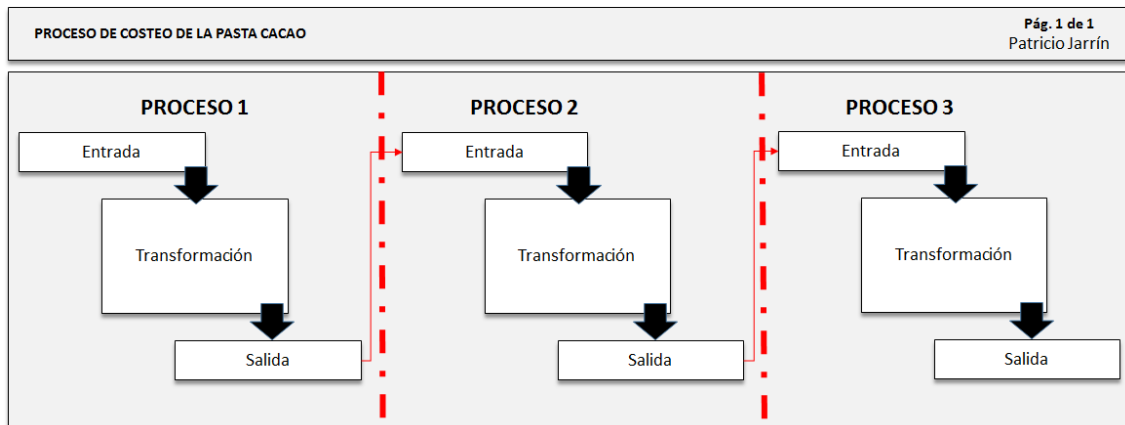 PROCESO DE COSTEO DE LA PASTA CACAO
Pág. 1 de 1
Patricio Jarrín
PROCESO 1
Entrada
Transformación
Salida
PROCESO 2
Entrada
Transformación
Salida
PROCESO 3
Entrada
Transformación
Salida